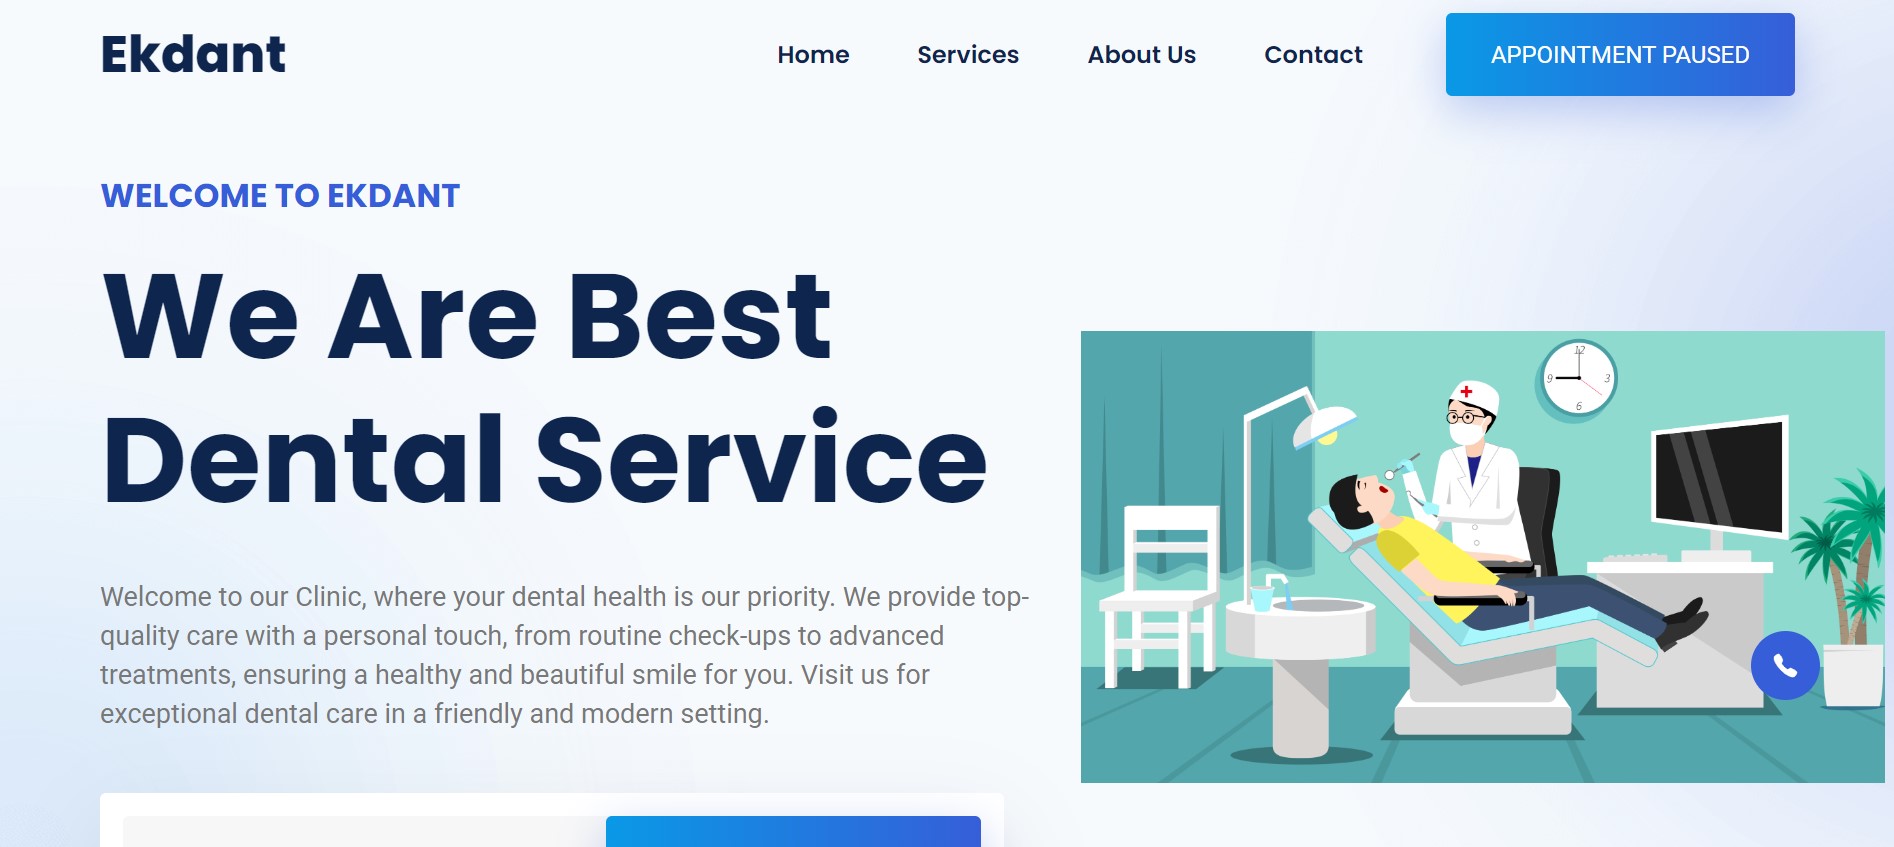 Ekdant
Home Services About Us Contact APPOINTMENT PAUSED
WELCOME TO EKDANT
We Are Best
Dental Service
Welcome to our Clinic, where your dental health is our priority. We provide top-
quality care with a personal touch, from routine check-ups to advanced
treatments, ensuring a healthy and beautiful smile for you. Visit us for
exceptional dental care in a friendly and modern setting.
12
9 3
6